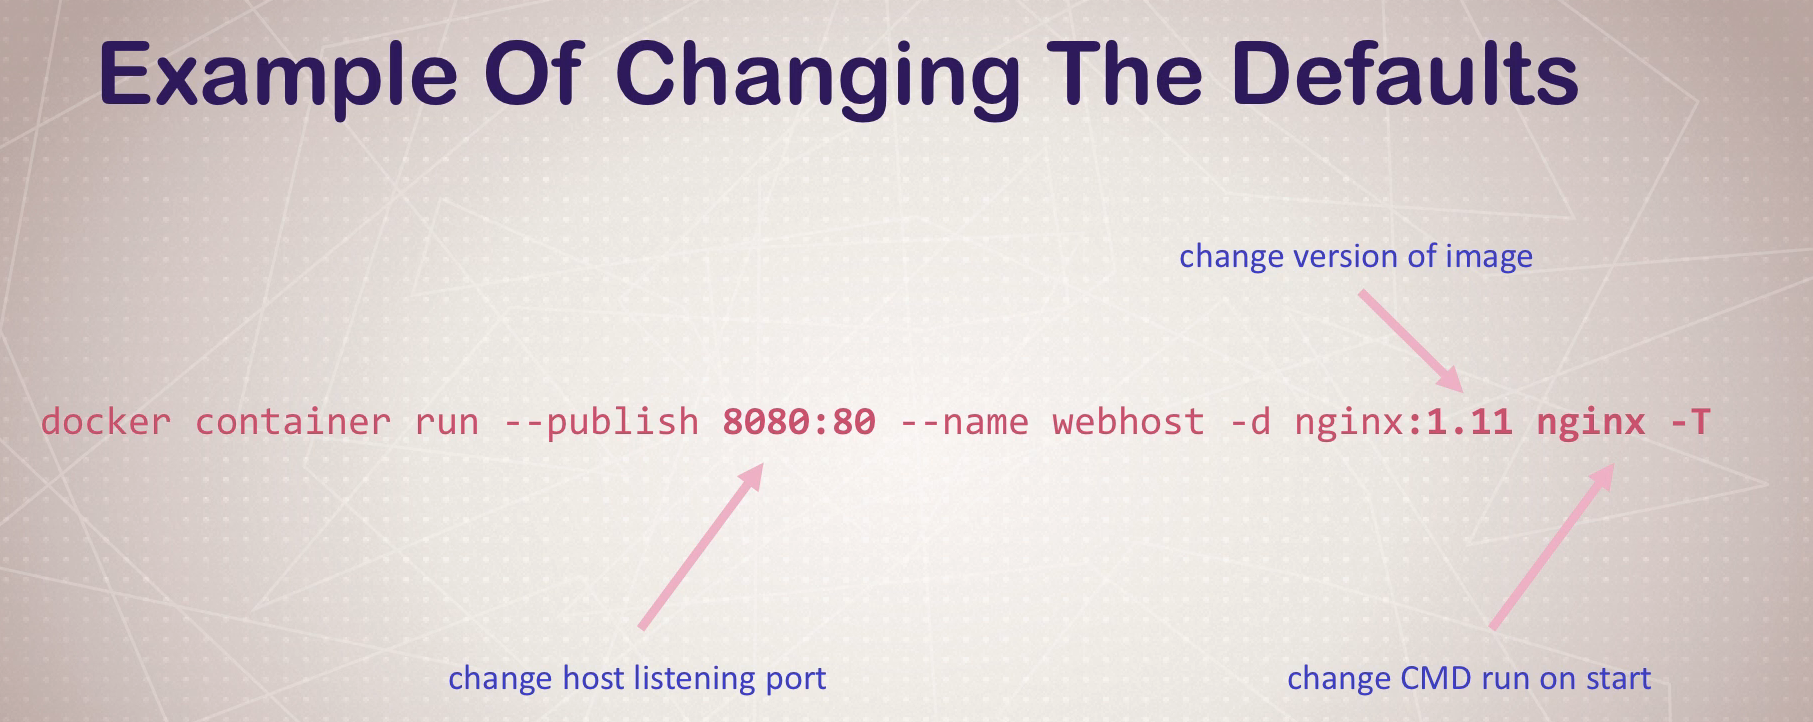 Example Of Changing The Defaults
change version of image
docker container run --publish 8080:80 --name webhost -d nginx:1.11 nginx -T
change host listening port
change CMD run on start